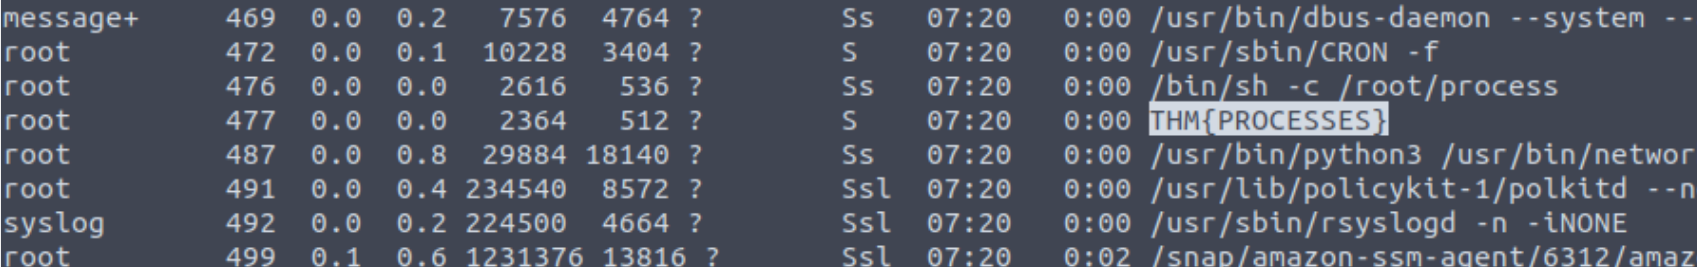 message+ 469 0.0 0.2 7576 4764 ? Ss 07:20 0:00 /usr/bin/dbus-daemon --system --
root 472 0.0 0.1 10228 3404 ? S 07:20 0:00 /usr/sbin/CRON -f
root 476 0.0 0.0 2616 536 ? Ss 07:20 0:00 /bin/sh -c /root/process
root 477 0.0 0.0 2364 512 ? S 07:20 0:00 THM{PROCESSES}
root 487 0.0 0.8 29884 18140 ? Ss 07:20 0:00 /usr/bin/python3 /usr/bin/networ
root 491 0.0 0.4 234540 8572 ? Ssl 07:20 0:00 /usr/lib/policykit-1/polkitd --n
syslog 492 0.0 0.2 224500 4664 ? Ssl 07:20 0:00 /usr/sbin/rsyslogd -n -iNONE
root 499 0.1 0.6 1231376 13816 ? Ssl 07:20 0:02 /snap/amazon-ssm-agent/6312/amaz